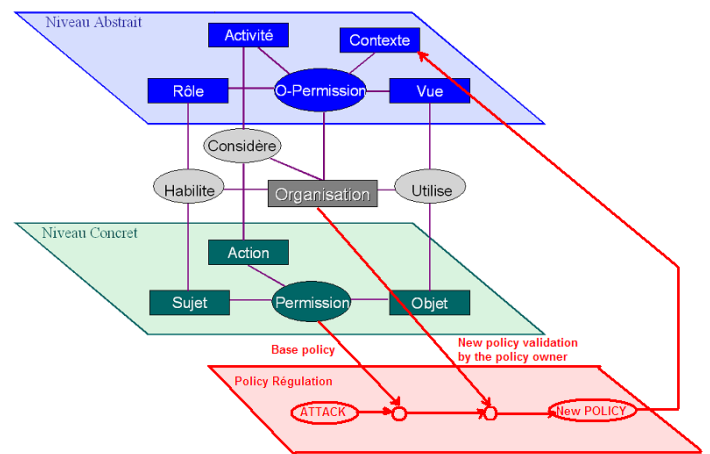 Niveau Abstrait
Activité
Contexte
Rôle
O-Permission
Vue
Considère
Habilite
Organisation
Utilise
Niveau Concret
Action
Sujet
Permission
Objet
Base policy
New policy validation
by the policy owner
Policy Régulation
ATTACK
New POLICY